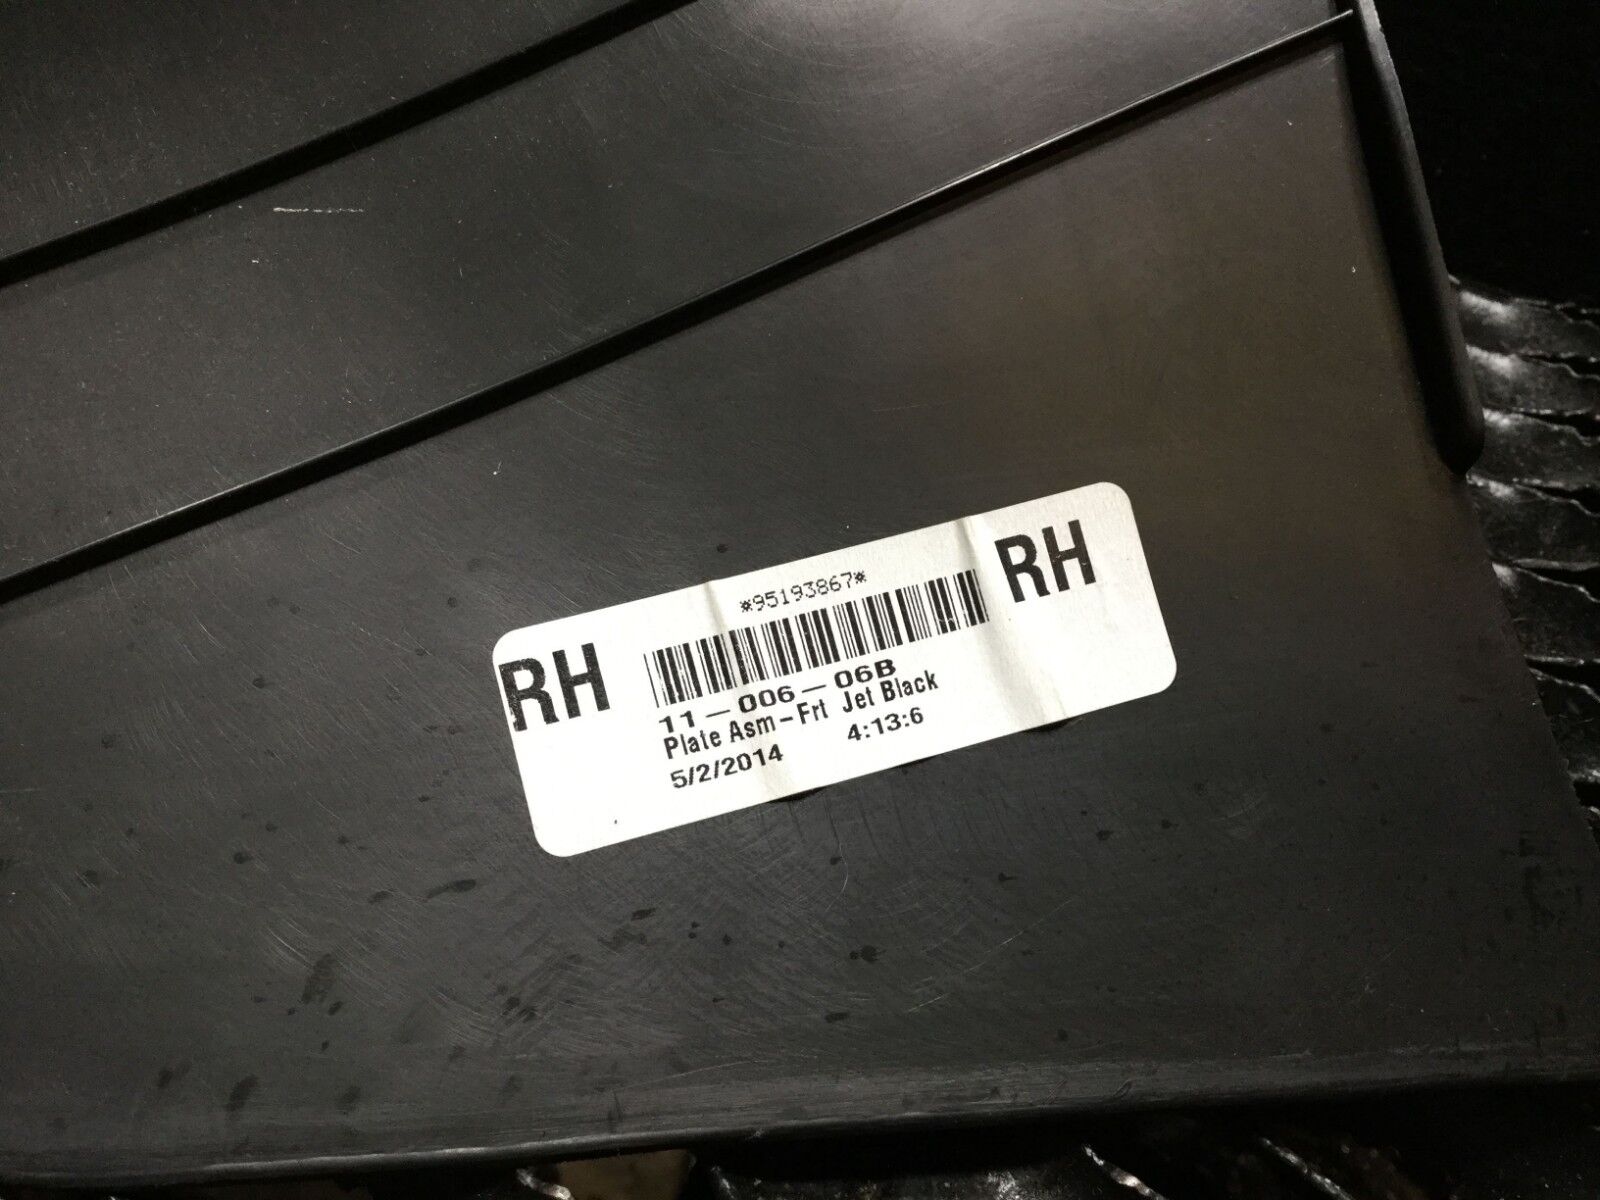 *95193867*
RH RH
11-006-06B
Plate Asm-Frt Jet Black
5/2/2014 4:13:6